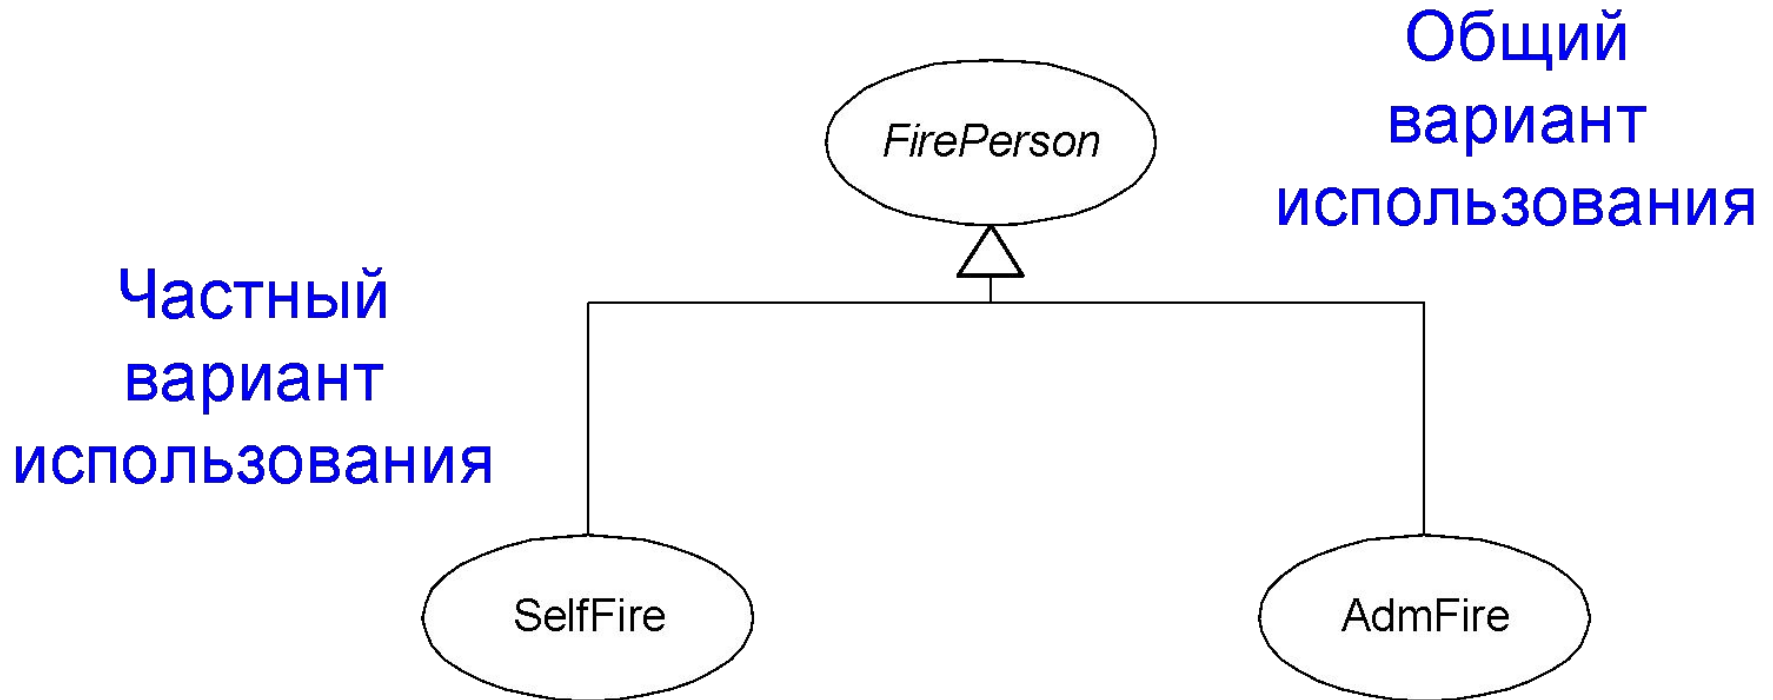 Общий
вариант
использования
FirePerson
Частный
вариант
использования
SelfFire
AdmFire